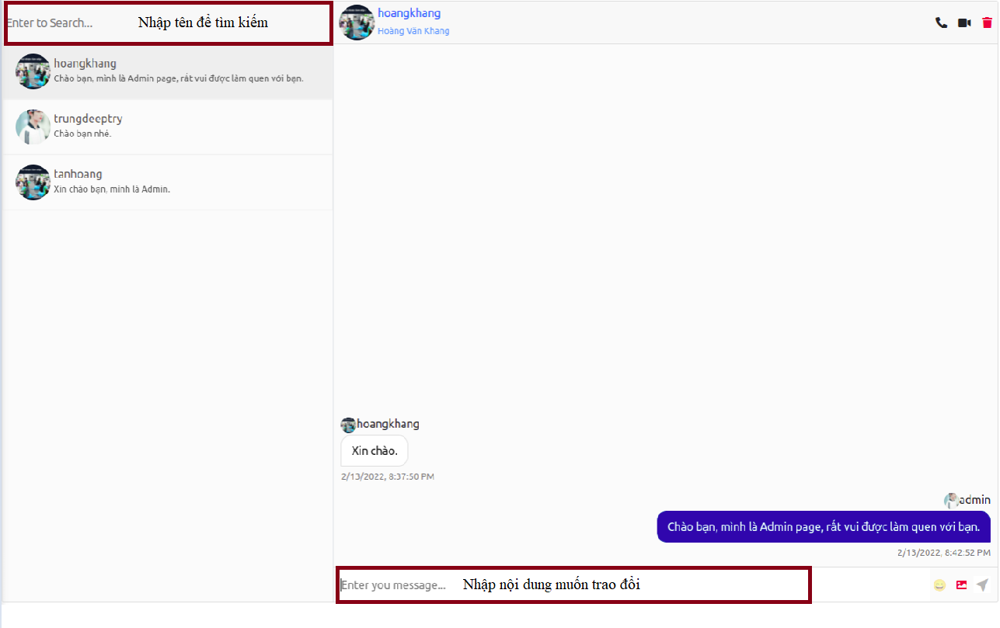 Enter to Search... Nhập tên để tìm kiếm
hoangkhang
Chào bạn, mình là Admin page, rất vui được làm quen với bạn.
trungdeeptry
Chào bạn nhé.
tanhoang
Xin chào bạn, mình là Admin.
hoangkhang
Hoàng Văn Khang
hoangkhang
Xin chào.
2/13/2022, 8:37:50 PM
admin
Chào bạn, mình là Admin page, rất vui được làm quen với bạn.
2/13/2022, 8:42:52 PM
Enter you message... Nhập nội dung muốn trao đổi